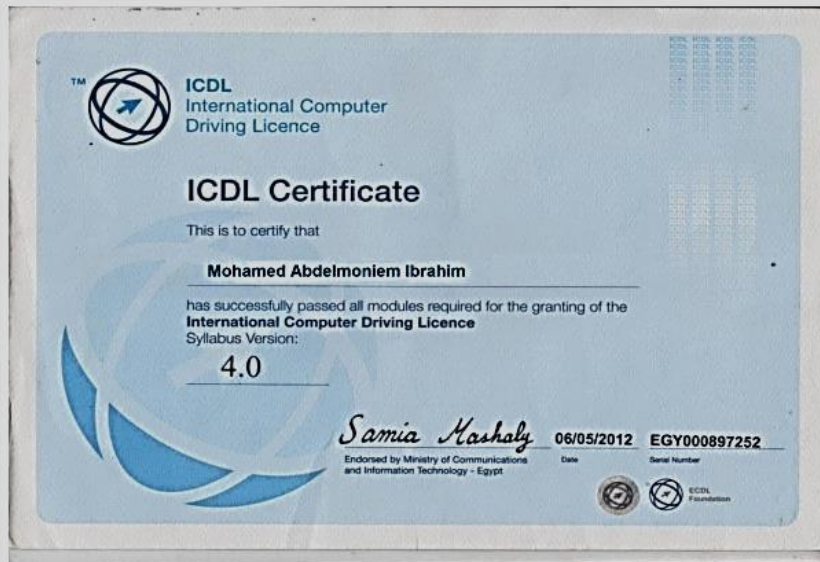 TM
ICDL
International Computer
Driving Licence
ICDL Certificate
This is to certify that
Mohamed Abdelmoniem Ibrahim
has successfully passed all modules required for the granting of the
International Computer Driving Licence
Syllabus Version:
4.0
Samia Mashaly 06/05/2012 EGY000897252
Endorsed by Ministry of Communications Date Serial Number
and Information Technology - Egypt
ECDL
Foundation